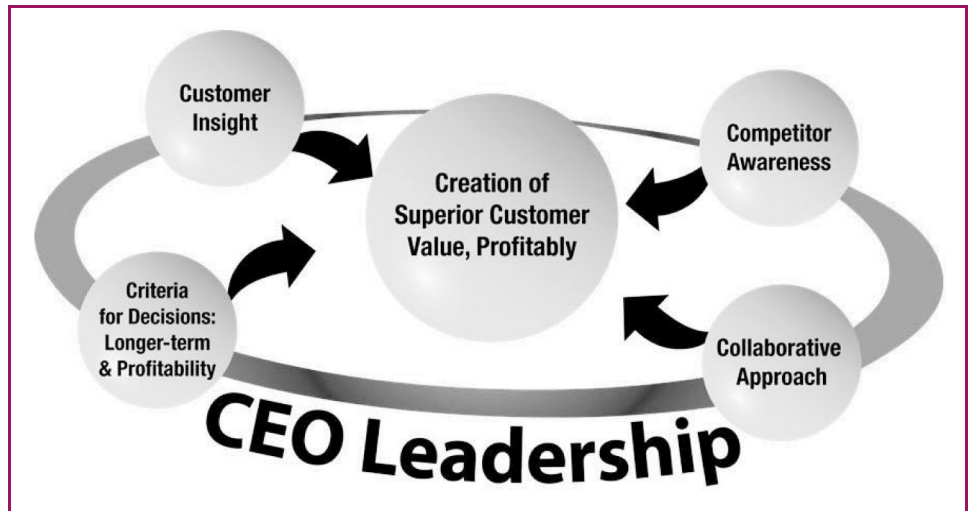 Customer
Insight
Competitor
Awareness
Creation of
Superior Customer
Value, Profitably
Criteria
for Decisions:
Longer-term
& Profitability
Collaborative
Approach
CEO Leadership